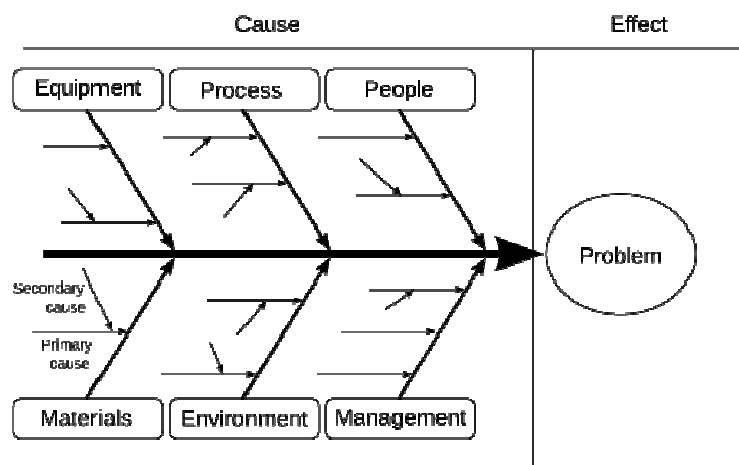 Cause
Effect
Equipment
Process
People
Problem
Secondary
cause
Primary
cause
Materials
Environment
Management